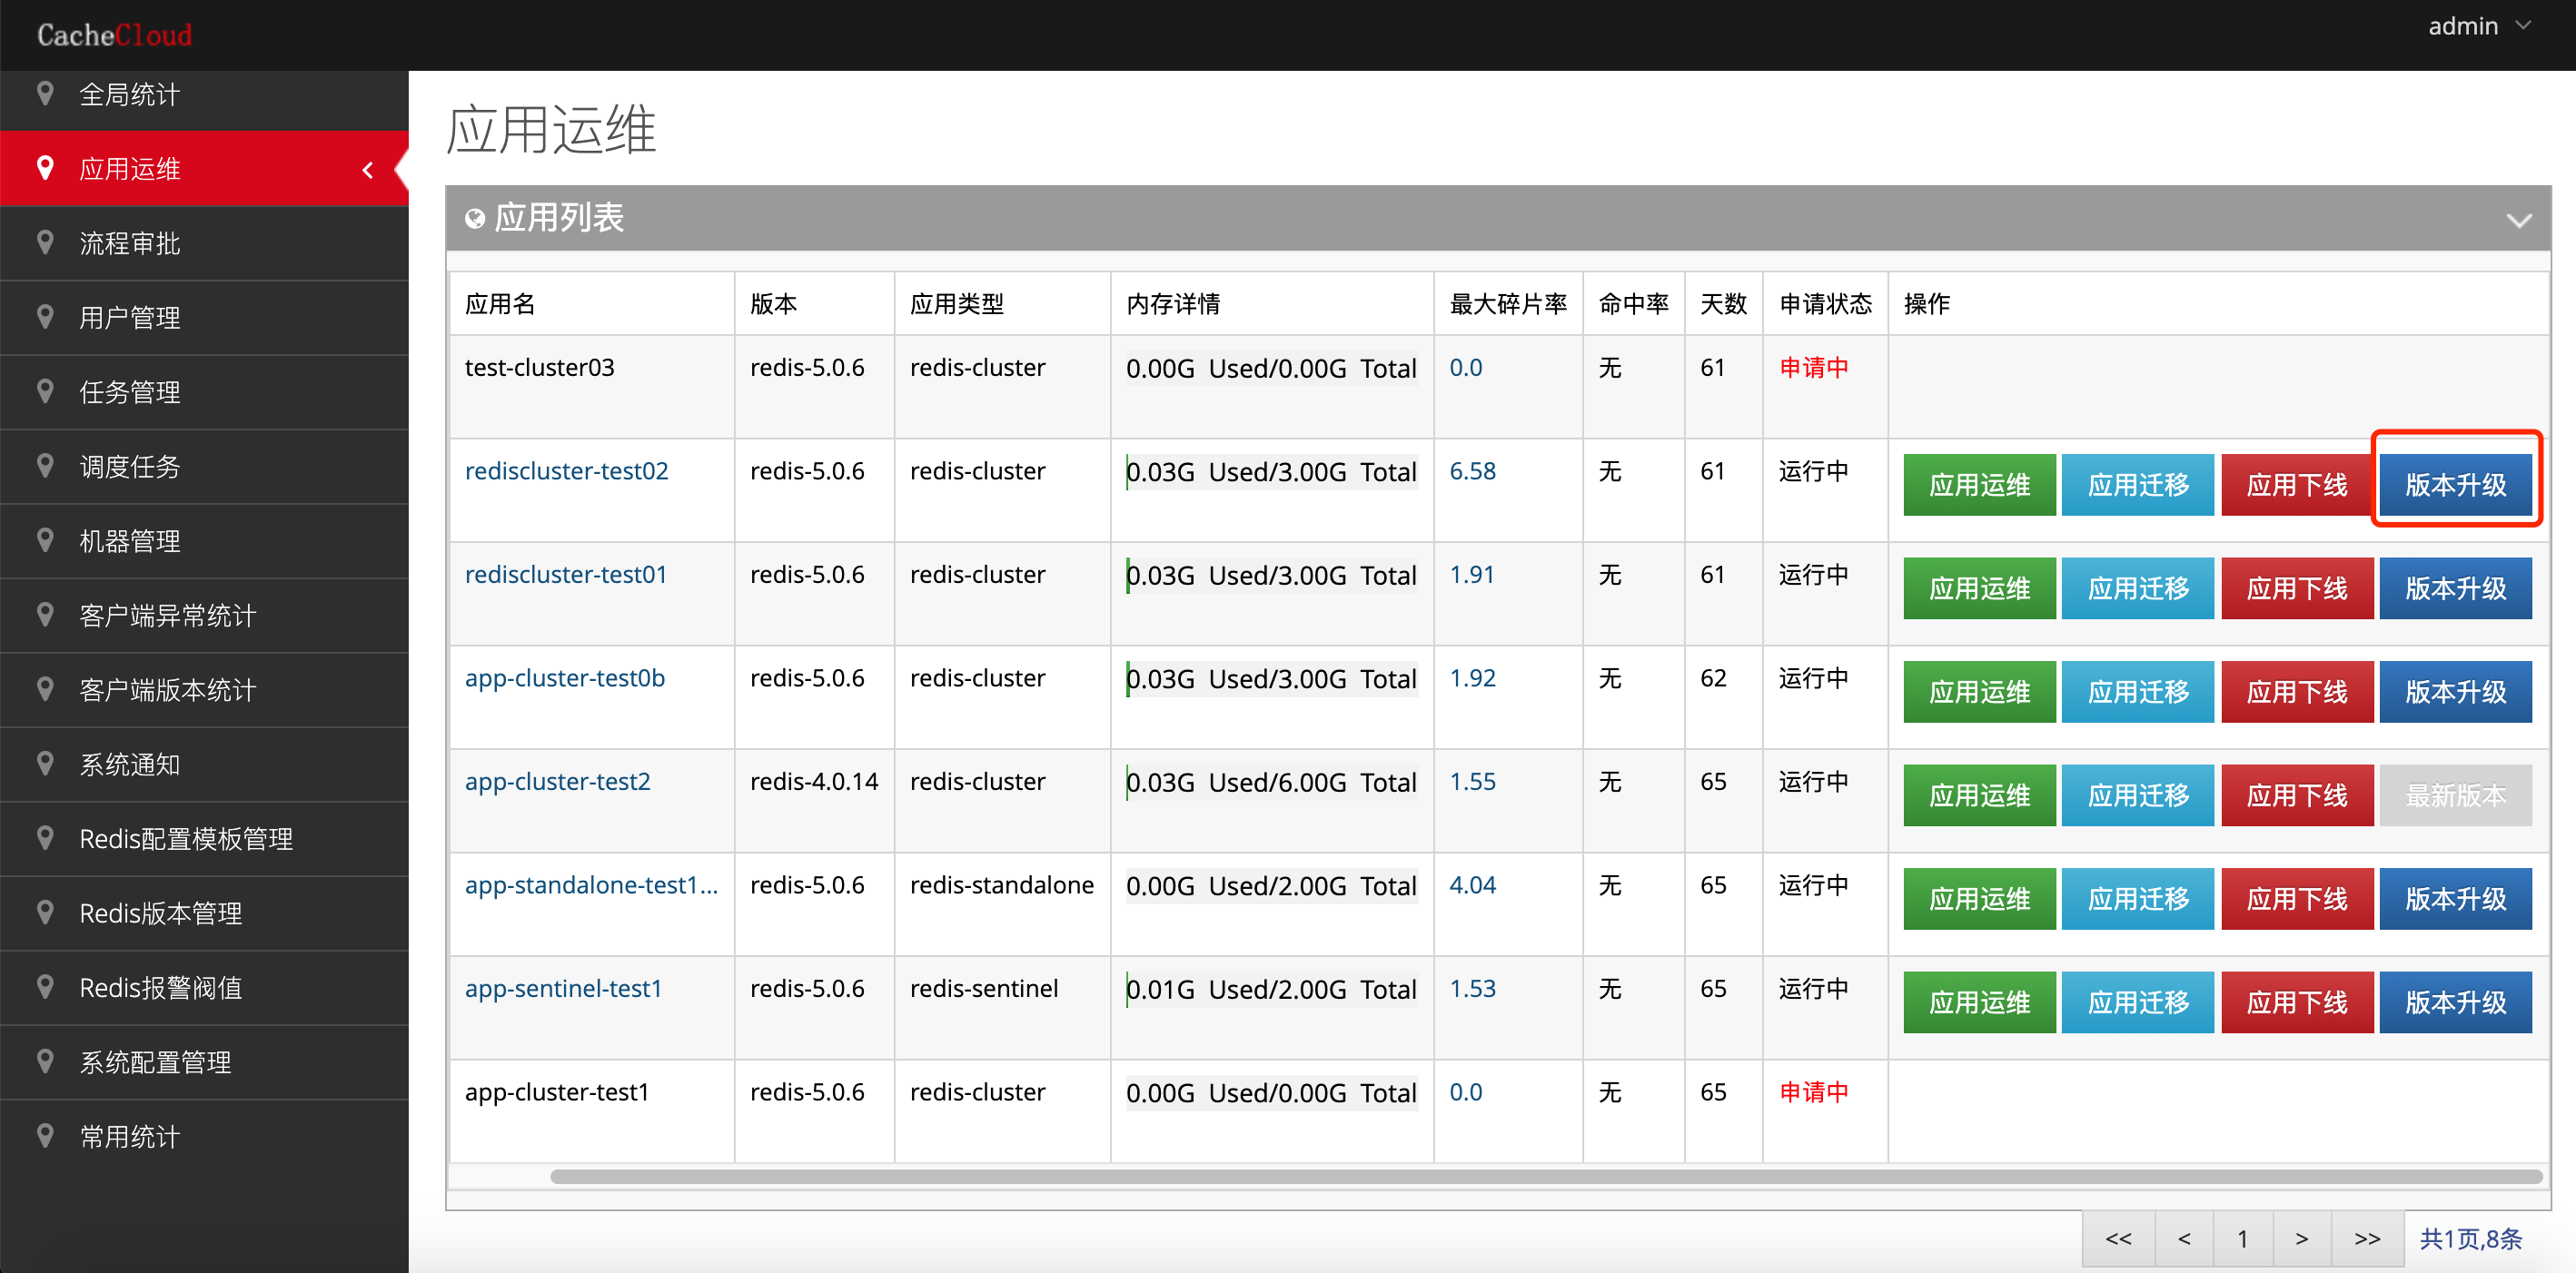 CacheCloud
admin
全局统计
应用运维
流程审批
用户管理
任务管理
调度任务
机器管理
客户端异常统计
客户端版本统计
系统通知
Redis配置模板管理
Redis版本管理
Redis报警阀值
系统配置管理
常用统计
应用运维
应用列表
应用名 版本 应用类型 内存详情 最大碎片率 命中率 天数 申请状态 操作
test-cluster03 redis-5.0.6 redis-cluster 0.00G Used/0.00G Total 0.0 无 61 申请中
rediscluster-test02 redis-5.0.6 redis-cluster 0.03G Used/3.00G Total 6.58 无 61 运行中 应用运维 应用迁移 应用下线 版本升级
rediscluster-test01 redis-5.0.6 redis-cluster 0.03G Used/3.00G Total 1.91 无 61 运行中 应用运维 应用迁移 应用下线 版本升级
app-cluster-test0b redis-5.0.6 redis-cluster 0.03G Used/3.00G Total 1.92 无 62 运行中 应用运维 应用迁移 应用下线 版本升级
app-cluster-test2 redis-4.0.14 redis-cluster 0.03G Used/6.00G Total 1.55 无 65 运行中 应用运维 应用迁移 应用下线 最新版本
app-standalone-test1... redis-5.0.6 redis-standalone 0.00G Used/2.00G Total 4.04 无 65 运行中 应用运维 应用迁移 应用下线 版本升级
app-sentinel-test1 redis-5.0.6 redis-sentinel 0.01G Used/2.00G Total 1.53 无 65 运行中 应用运维 应用迁移 应用下线 版本升级
app-cluster-test1 redis-5.0.6 redis-cluster 0.00G Used/0.00G Total 0.0 无 65 申请中
<< < 1 > >> 共1页,8条